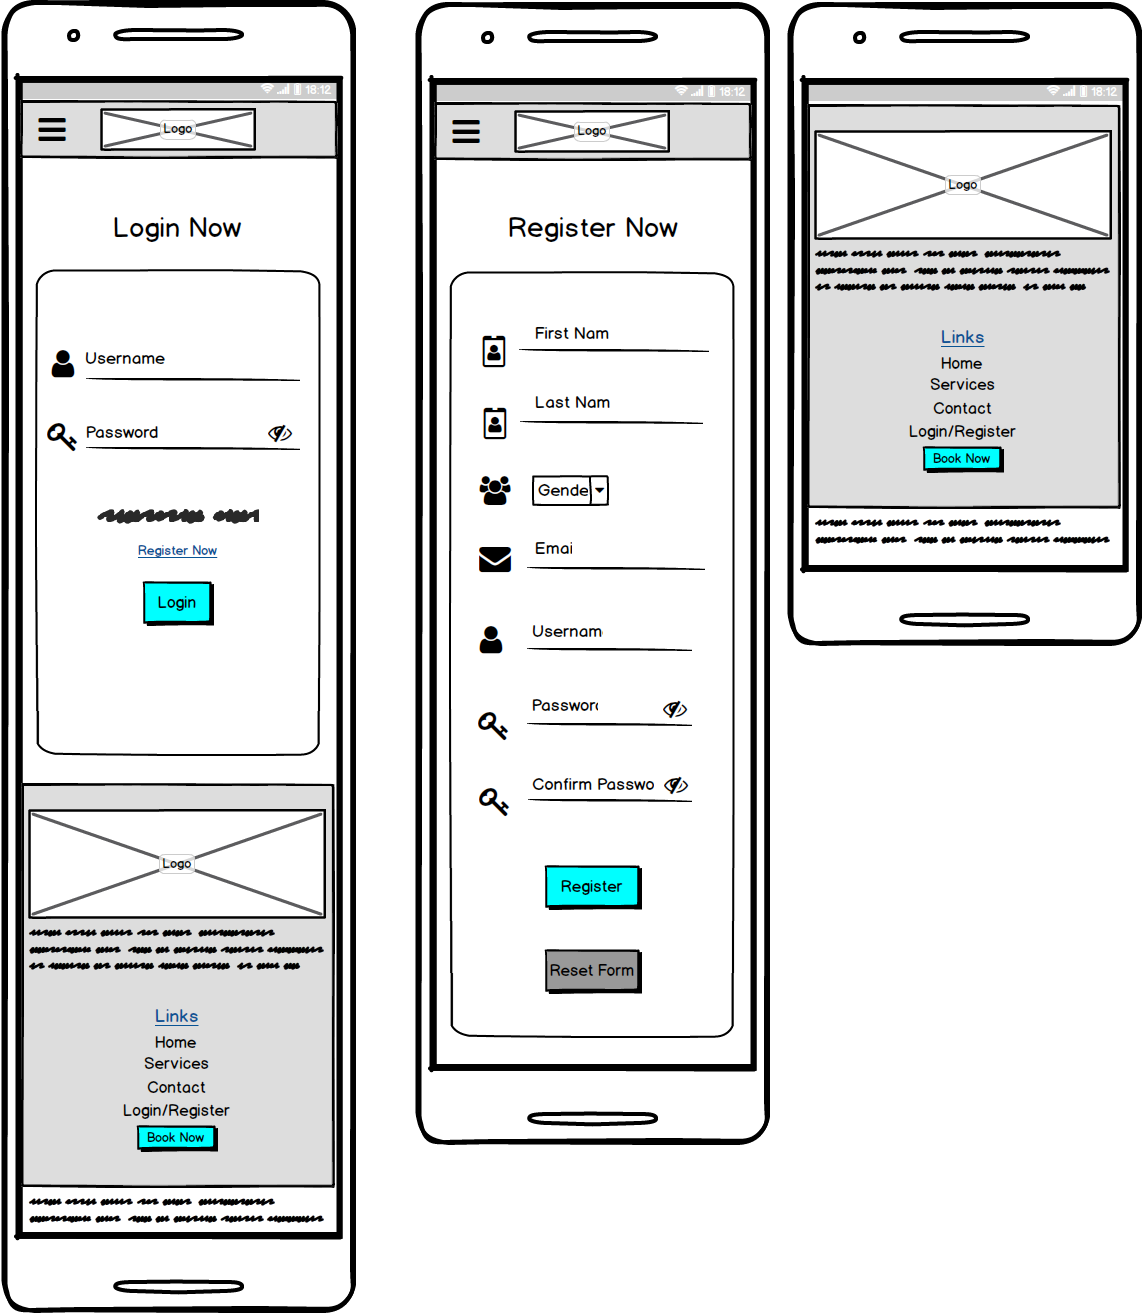 18:12
Logo
Login Now
Username
Password
Register Now
Login
Logo
Links
Home
Services
Contact
Login/Register
Book Now
18:12
Logo
Register Now
First Nam
Last Nam
Gende
Emai
Usernam
Passwor
Confirm Passwo
Register
Reset Form
18:12
Logo
Links
Home
Services
Contact
Login/Register
Book Now